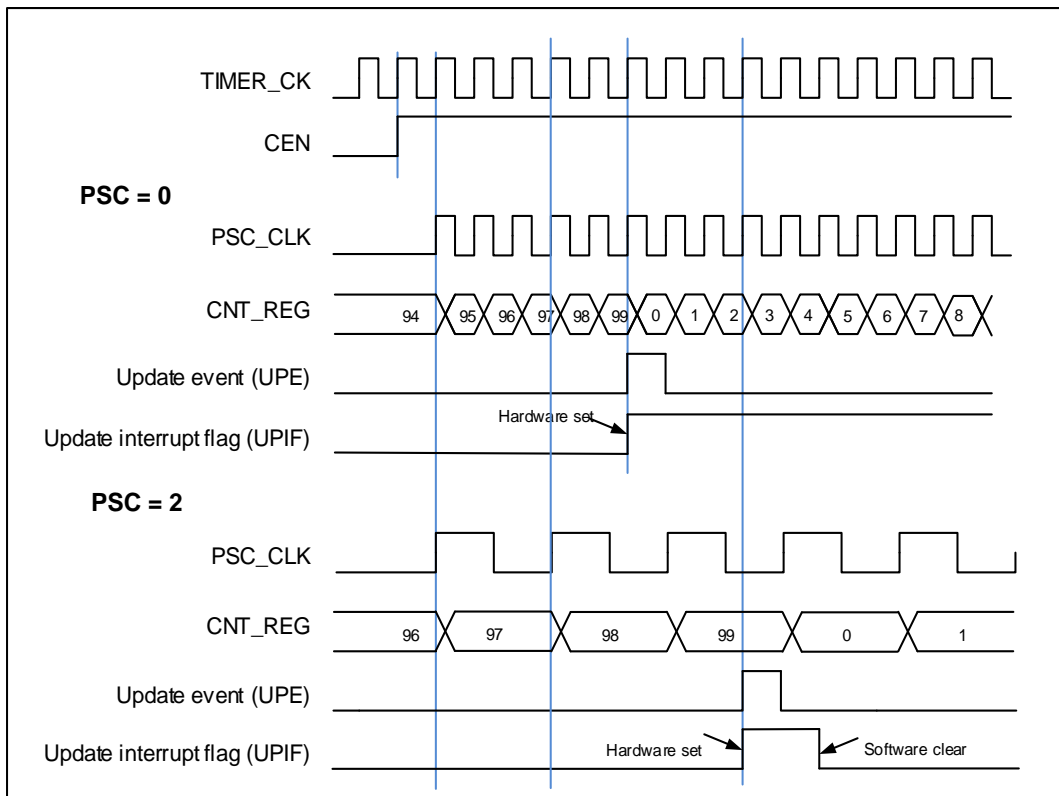 TIMER_CK
CEN
PSC = 0
PSC_CLK
CNT_REG 94 95 96 97 98 99 0 1 2 3 4 5 6 7 8
Update event (UPE)
Hardware set
Update interrupt flag (UPIF)
PSC = 2
PSC_CLK
CNT_REG 96 97 98 99 0 1
Update event (UPE)
Update interrupt flag (UPIF) Hardware set Software clear